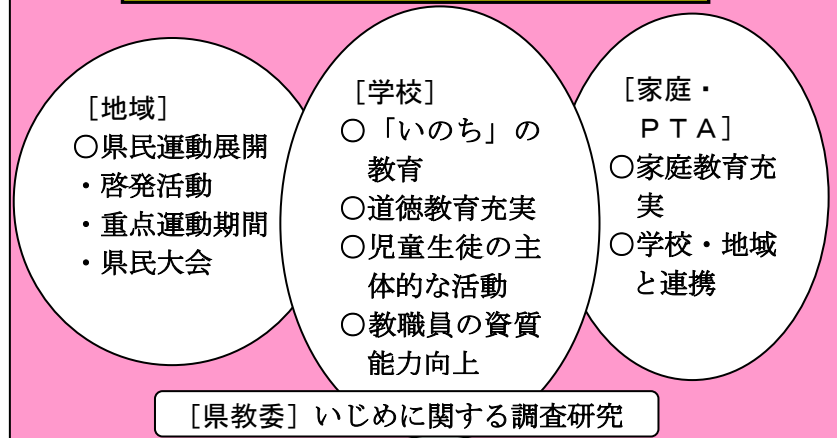 ［地域］
○県民運動展開
・啓発活動
・重点運動期間
・県民大会
［学校］
○「いのち」の
教育
○道徳教育充実
○児童生徒の主
体的な活動
○教職員の資質
能力向上
［家庭・
ＰＴＡ］
○家庭教育充
実
○学校・地域
と連携
［県教委］いじめに関する調査研究